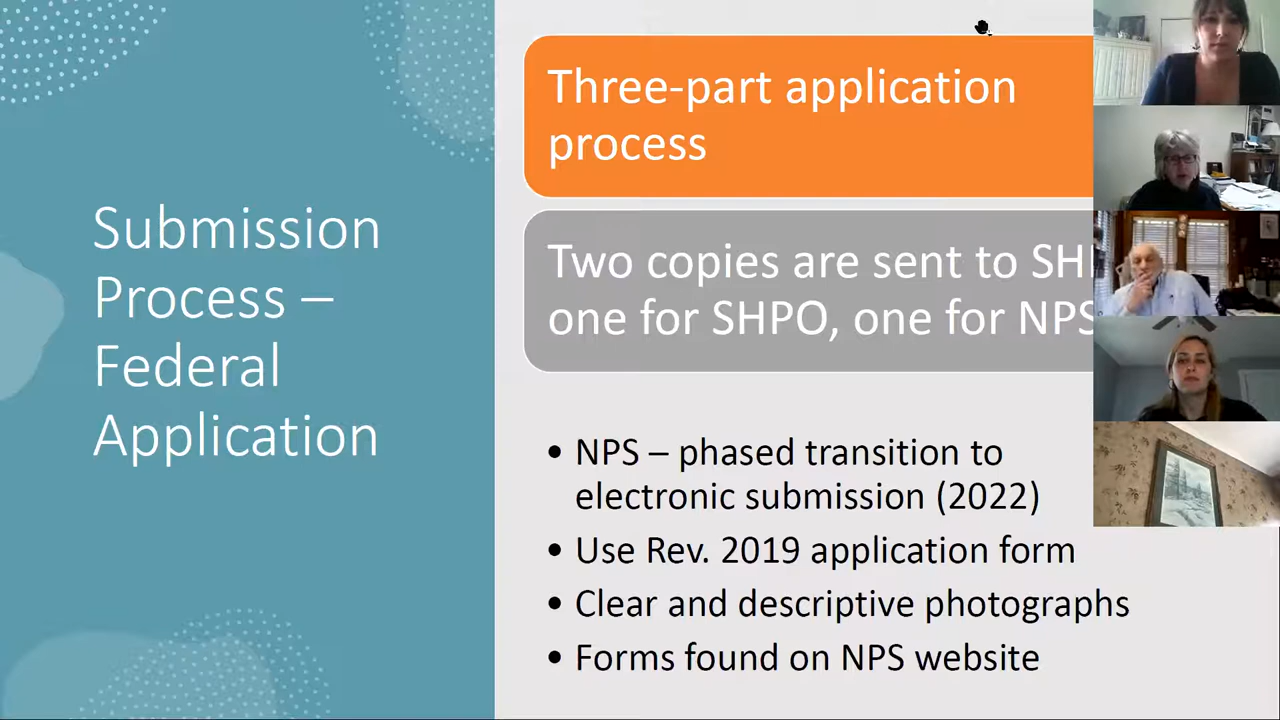 Submission
Process –
Federal
Application
Three-part application
process
Two copies are sent to
one for SHPO, one for NPS
• NPS – phased transition to
electronic submission (2022)
• Use Rev. 2019 application form
• Clear and descriptive photographs
• Forms found on NPS website